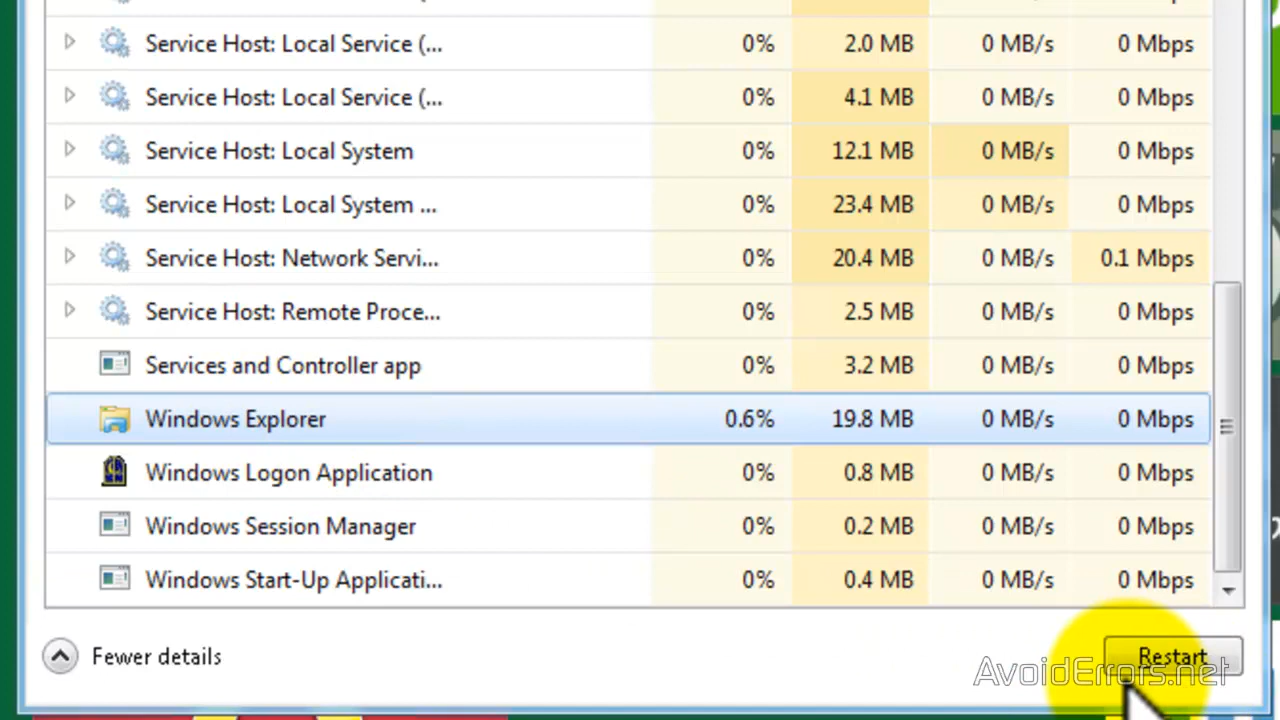 Service Host: Local Service (... 0% 2.0 MB 0 MB/s 0 Mbps
Service Host: Local Service (... 0% 4.1 MB 0 MB/s 0 Mbps
Service Host: Local System 0% 12.1 MB 0 MB/s 0 Mbps
Service Host: Local System ... 0% 23.4 MB 0 MB/s 0 Mbps
Service Host: Network Servi... 0% 20.4 MB 0 MB/s 0.1 Mbps
Service Host: Remote Proce... 0% 2.5 MB 0 MB/s 0 Mbps
Services and Controller app 0% 3.2 MB 0 MB/s 0 Mbps
Windows Explorer 0.6% 19.8 MB 0 MB/s 0 Mbps
Windows Logon Application 0% 0.8 MB 0 MB/s 0 Mbps
Windows Session Manager 0% 0.2 MB 0 MB/s 0 Mbps
Windows Start-Up Applicati... 0% 0.4 MB 0 MB/s 0 Mbps
Fewer details Restart
AvoidErrors.net